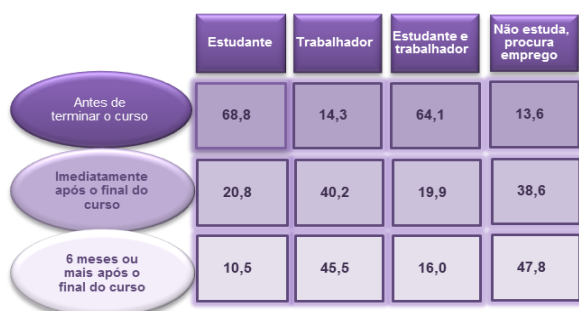 Estudante Trabalhador Estudante e trabalhador Não estuda, procura emprego
Antes de terminar o curso 68,8 14,3 64,1 13,6
Imediatamente após o final do curso 20,8 40,2 19,9 38,6
6 meses ou mais após o final do curso 10,5 45,5 16,0 47,8